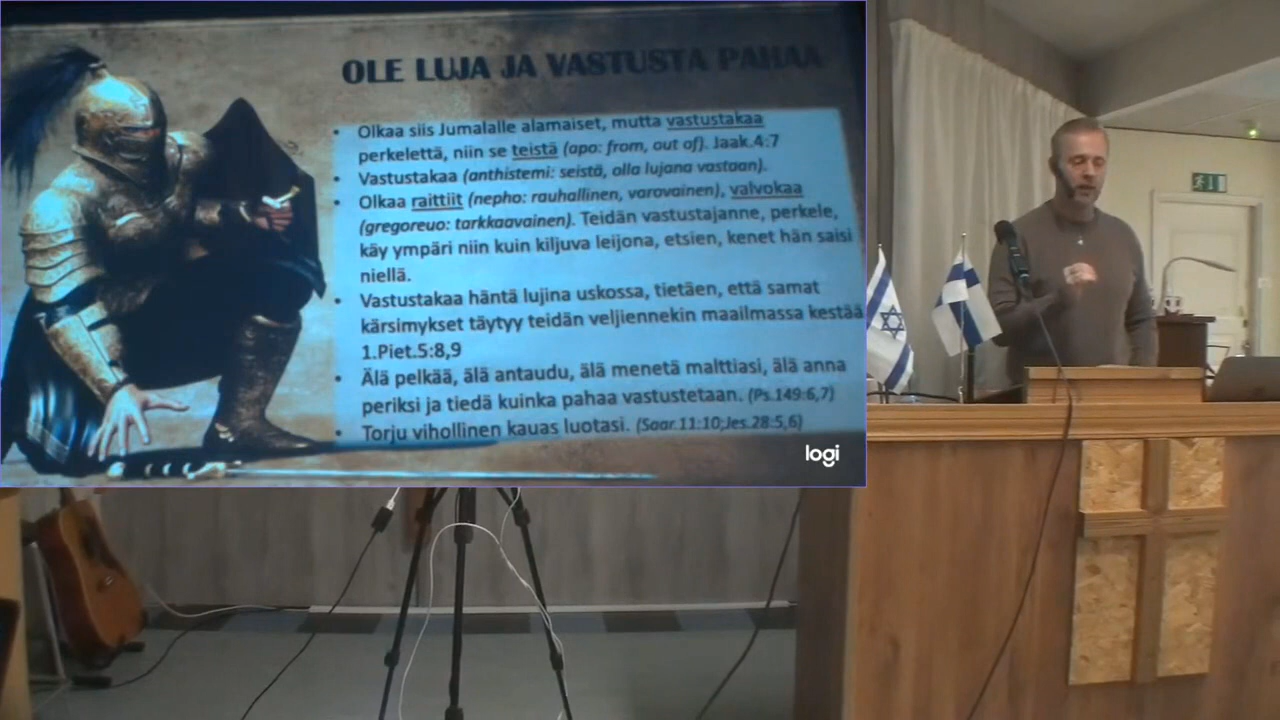 OLE LUJA JA VASTUSTA PAHAA
• Olkaa siis Jumalalle alamaiset, mutta vastustakaa
perkelettä, niin se teistä (apo: from, out of). Jaak.4:7
• Vastustakaa (anthistemi: seistä, olla lujana vastaan).
• Olkaa raittiit (nepho: rauhallinen, varovainen), valvokaa
(gregoreuo: tarkkaavainen). Teidän vastustajanne, perkele,
käy ympäri niin kuin kiljuva leijona, etsien, kenet hän saisi
niellä.
• Vastustakaa häntä lujina uskossa, tietäen, että samat
kärsimykset täytyy teidän veljiennekin maailmassa kestää
1.Piet.5:8,9
• Älä pelkää, älä antaudu, älä menetä malttiasi, älä anna
periksi ja tiedä kuinka pahaa vastustetaan. (Ps.149:6,7)
• Torju vihollinen kauas luotasi. (Saar.11:10;Jes.28:5,6)
logi